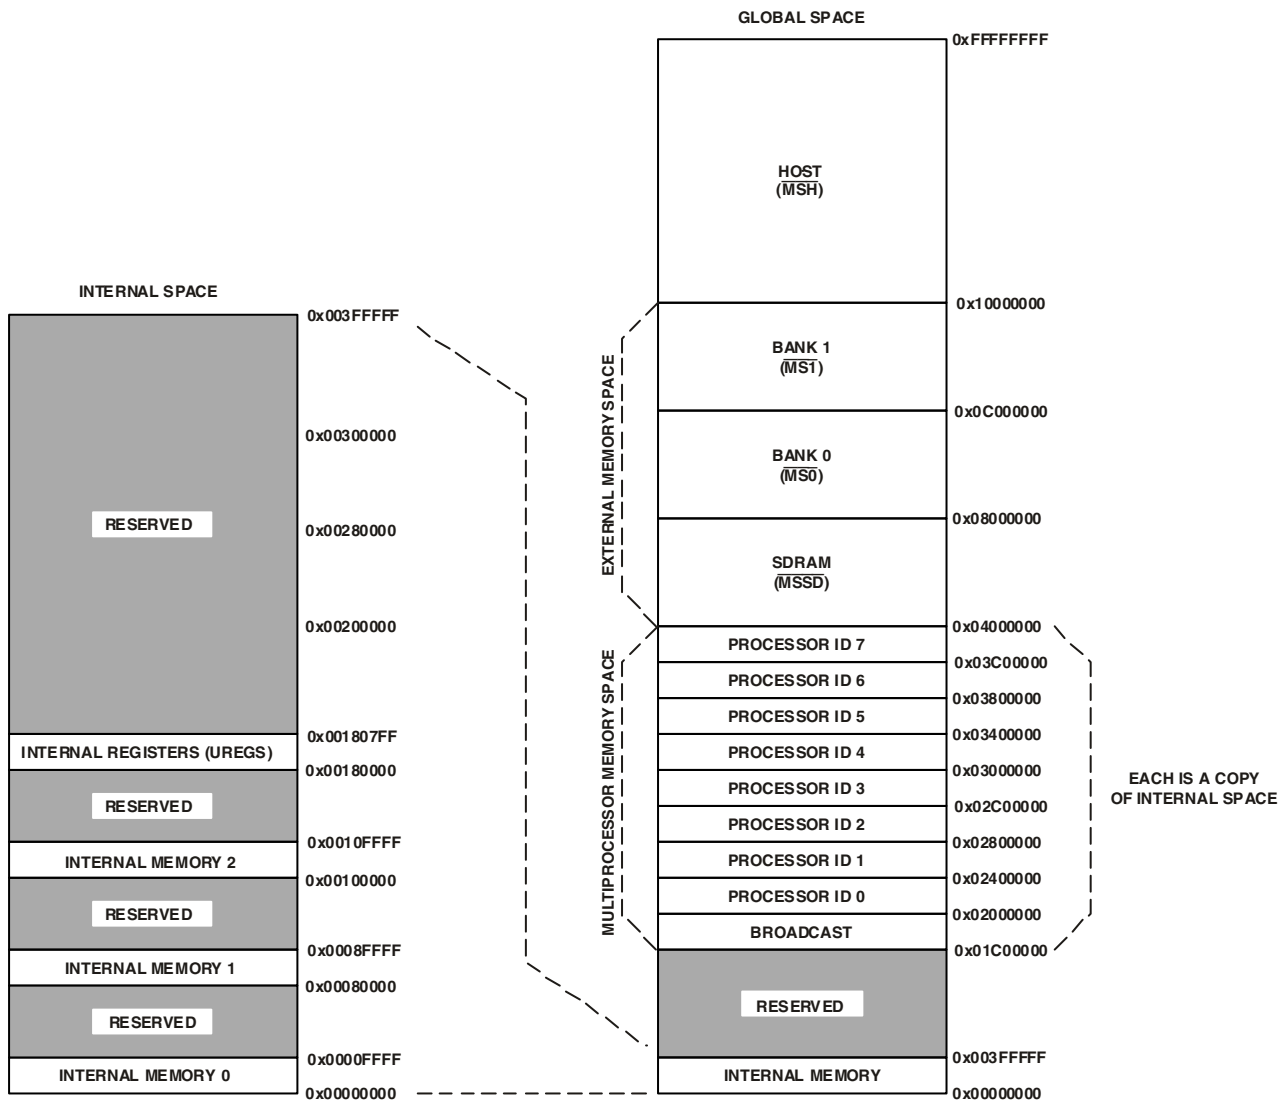 GLOBAL SPACE
0xFFFFFFFF
HOST
(MSH)
0x10000000
BANK 1
(MS1)
0x0C000000
BANK 0
(MS0)
0x08000000
SDRAM
(MSSD)
0x04000000
PROCESSOR ID 7
0x03C00000
PROCESSOR ID 6
0x03800000
PROCESSOR ID 5
0x03400000
PROCESSOR ID 4
0x03000000
PROCESSOR ID 3
0x02C00000
PROCESSOR ID 2
0x02800000
PROCESSOR ID 1
0x02400000
PROCESSOR ID 0
0x02000000
BROADCAST
0x01C00000
RESERVED
0x003FFFFF
INTERNAL MEMORY
0x00000000
EXTERNAL MEMORY SPACE
MULTIPROCESSOR MEMORY SPACE
EACH IS A COPY
OF INTERNAL SPACE
INTERNAL SPACE
0x003FFFFF
0x00300000
RESERVED
0x00280000
0x00200000
0x001807FF
INTERNAL REGISTERS (UREGS)
0x00180000
RESERVED
0x0010FFFF
INTERNAL MEMORY 2
0x00100000
RESERVED
0x0008FFFF
INTERNAL MEMORY 1
0x00080000
RESERVED
0x0000FFFF
INTERNAL MEMORY 0
0x00000000